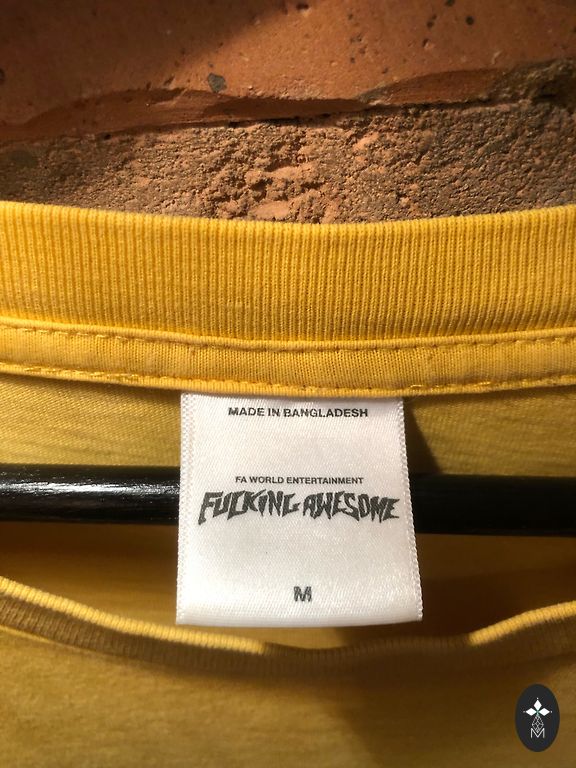 MADE IN BANGLADESH
FA WORLD ENTERTAINMENT
FUCKING AWESOME
M
M